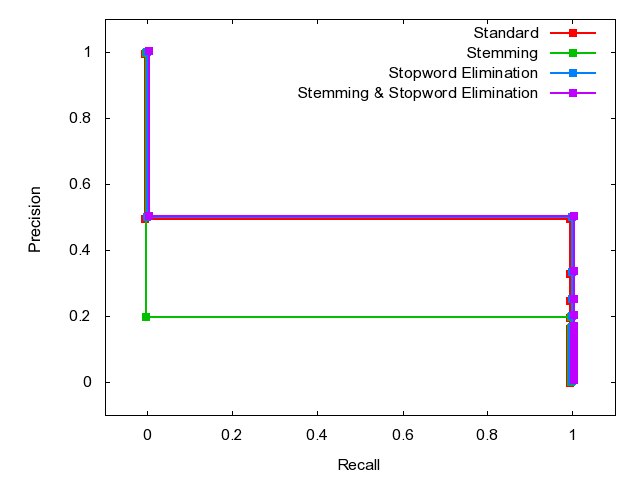 Standard
Stemming
Stopword Elimination
Stemming & Stopword Elimination
1
0.8
0.6
0.4
0.2
0
Precision
0 0.2 0.4 0.6 0.8 1
Recall